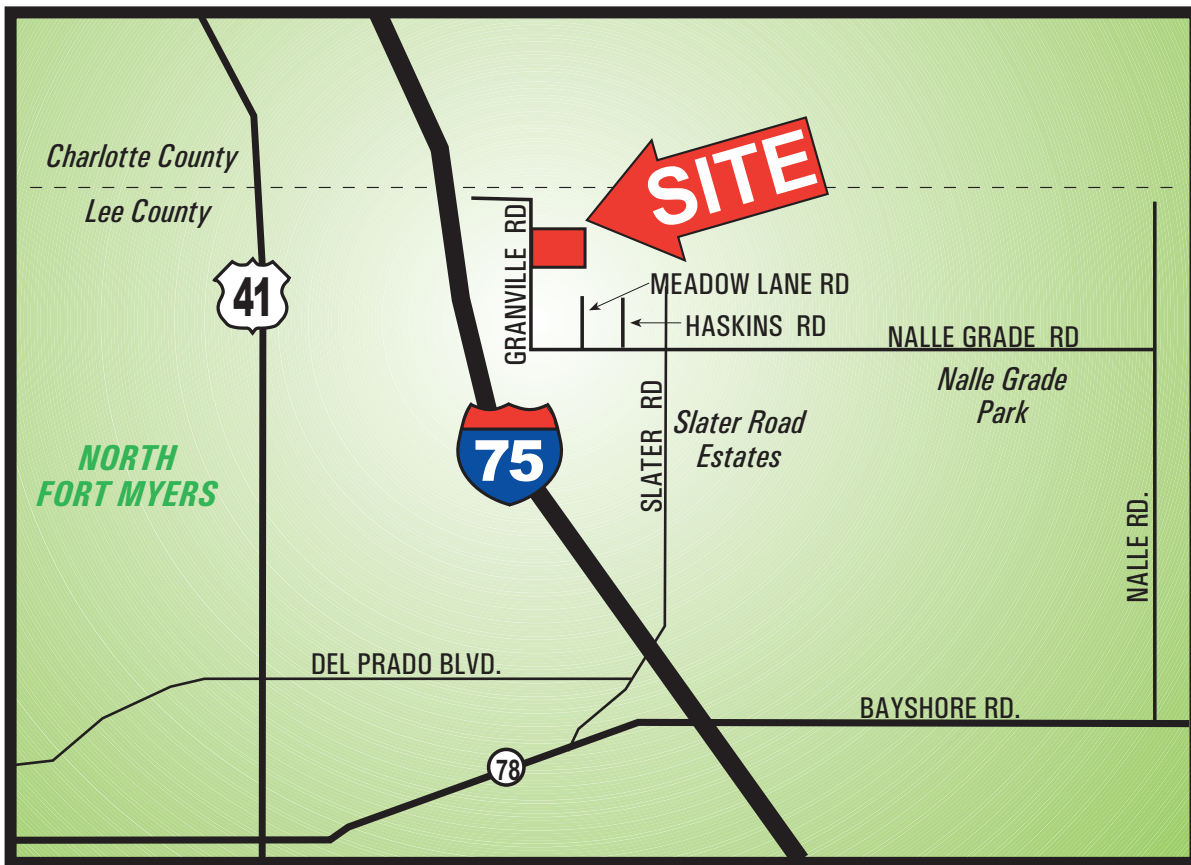 Charlotte County
Lee County
SITE
41
GRANVILLE RD
MEADOW LANE RD
HASKINS RD
NALLE GRADE RD
Nalle Grade
Park
SLATER RD
Slater Road
Estates
75
NORTH
FORT MYERS
NALLE RD.
DEL PRADO BLVD.
BAYSHORE RD.
78